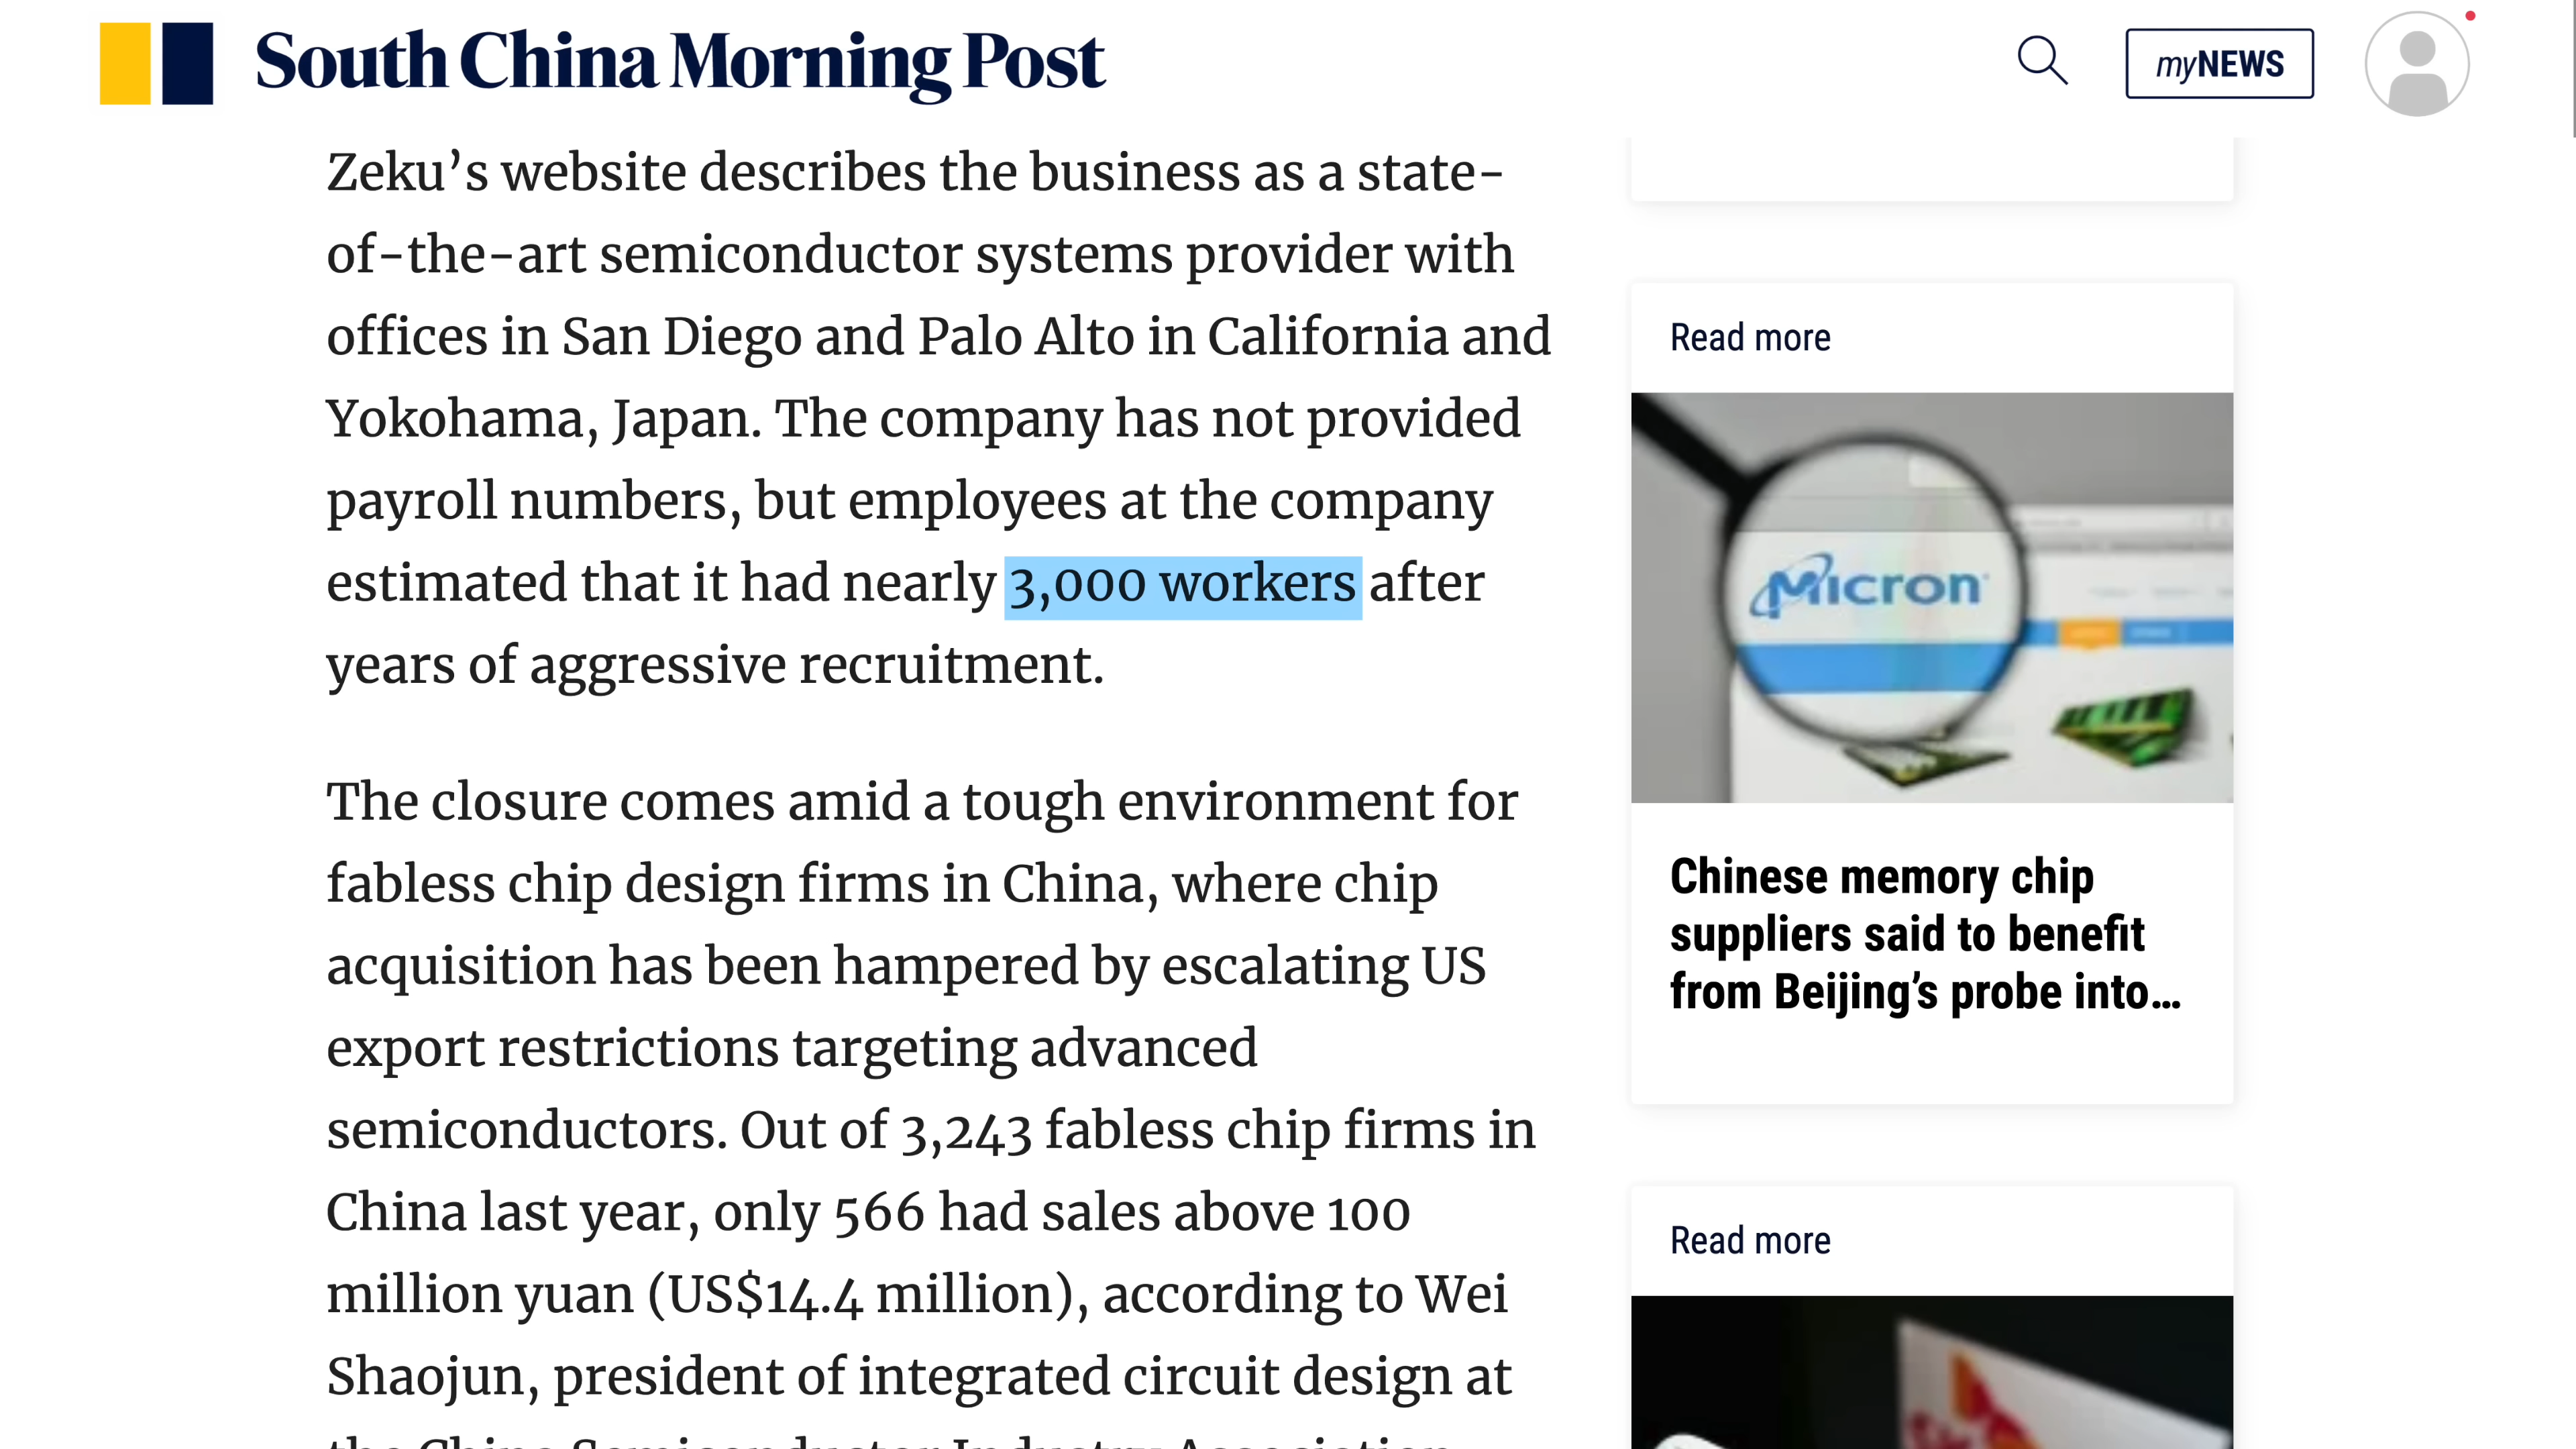 South China Morning Post
myNEWS
Zeku’s website describes the business as a state-
of-the-art semiconductor systems provider with
offices in San Diego and Palo Alto in California and
Yokohama, Japan. The company has not provided
payroll numbers, but employees at the company
estimated that it had nearly 3,000 workers after
years of aggressive recruitment.
The closure comes amid a tough environment for
fabless chip design firms in China, where chip
acquisition has been hampered by escalating US
export restrictions targeting advanced
semiconductors. Out of 3,243 fabless chip firms in
China last year, only 566 had sales above 100
million yuan (US$14.4 million), according to Wei
Shaojun, president of integrated circuit design at
the China Semiconductor Industry Association
Read more
Micron
Chinese memory chip
suppliers said to benefit
from Beijing’s probe into…
Read more